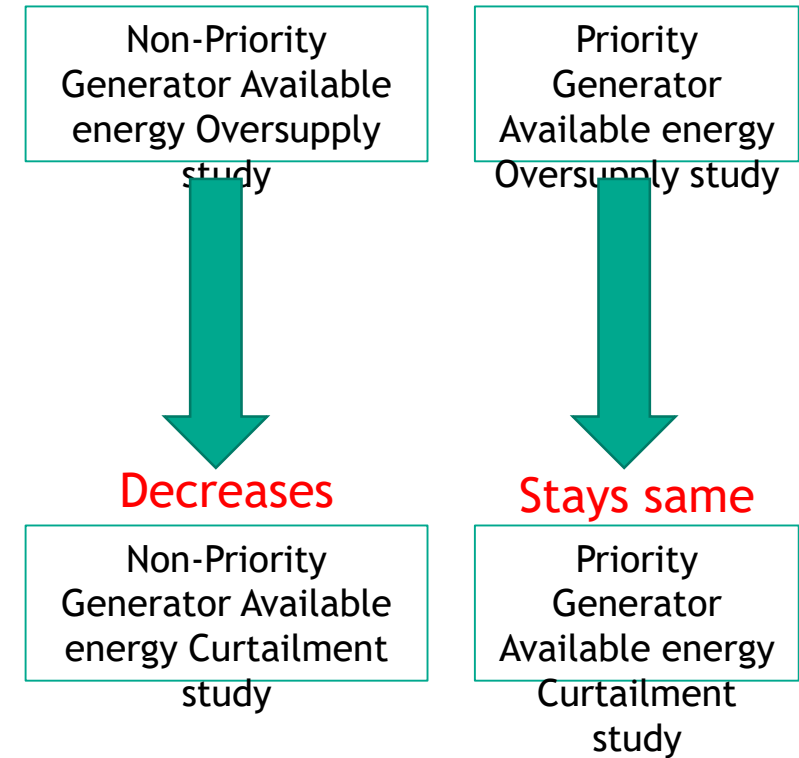 Non-Priority
Generator Available
energy Oversupply
study
Priority
Generator
Available energy
Oversupply study
Decreases
Stays same
Non-Priority
Generator Available
energy Curtailment
study
Priority
Generator
Available energy
Curtailment
study